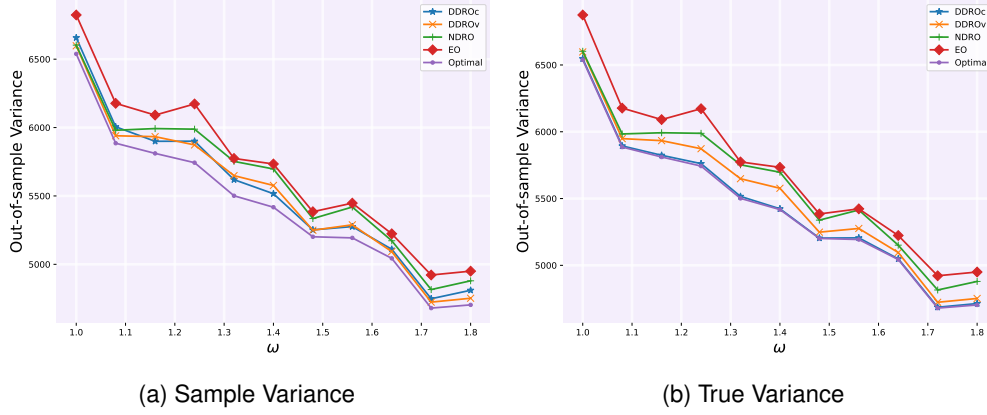 DDROc
DDROv
NDRO
EO
Optimal
Out-of-sample Variance
6500
6000
5500
5000
1.0 1.1 1.2 1.3 1.4 1.5 1.6 1.7 1.8
ω
(a) Sample Variance
DDROc
DDROv
NDRO
EO
Optimal
Out-of-sample Variance
6500
6000
5500
5000
1.0 1.1 1.2 1.3 1.4 1.5 1.6 1.7 1.8
ω
(b) True Variance